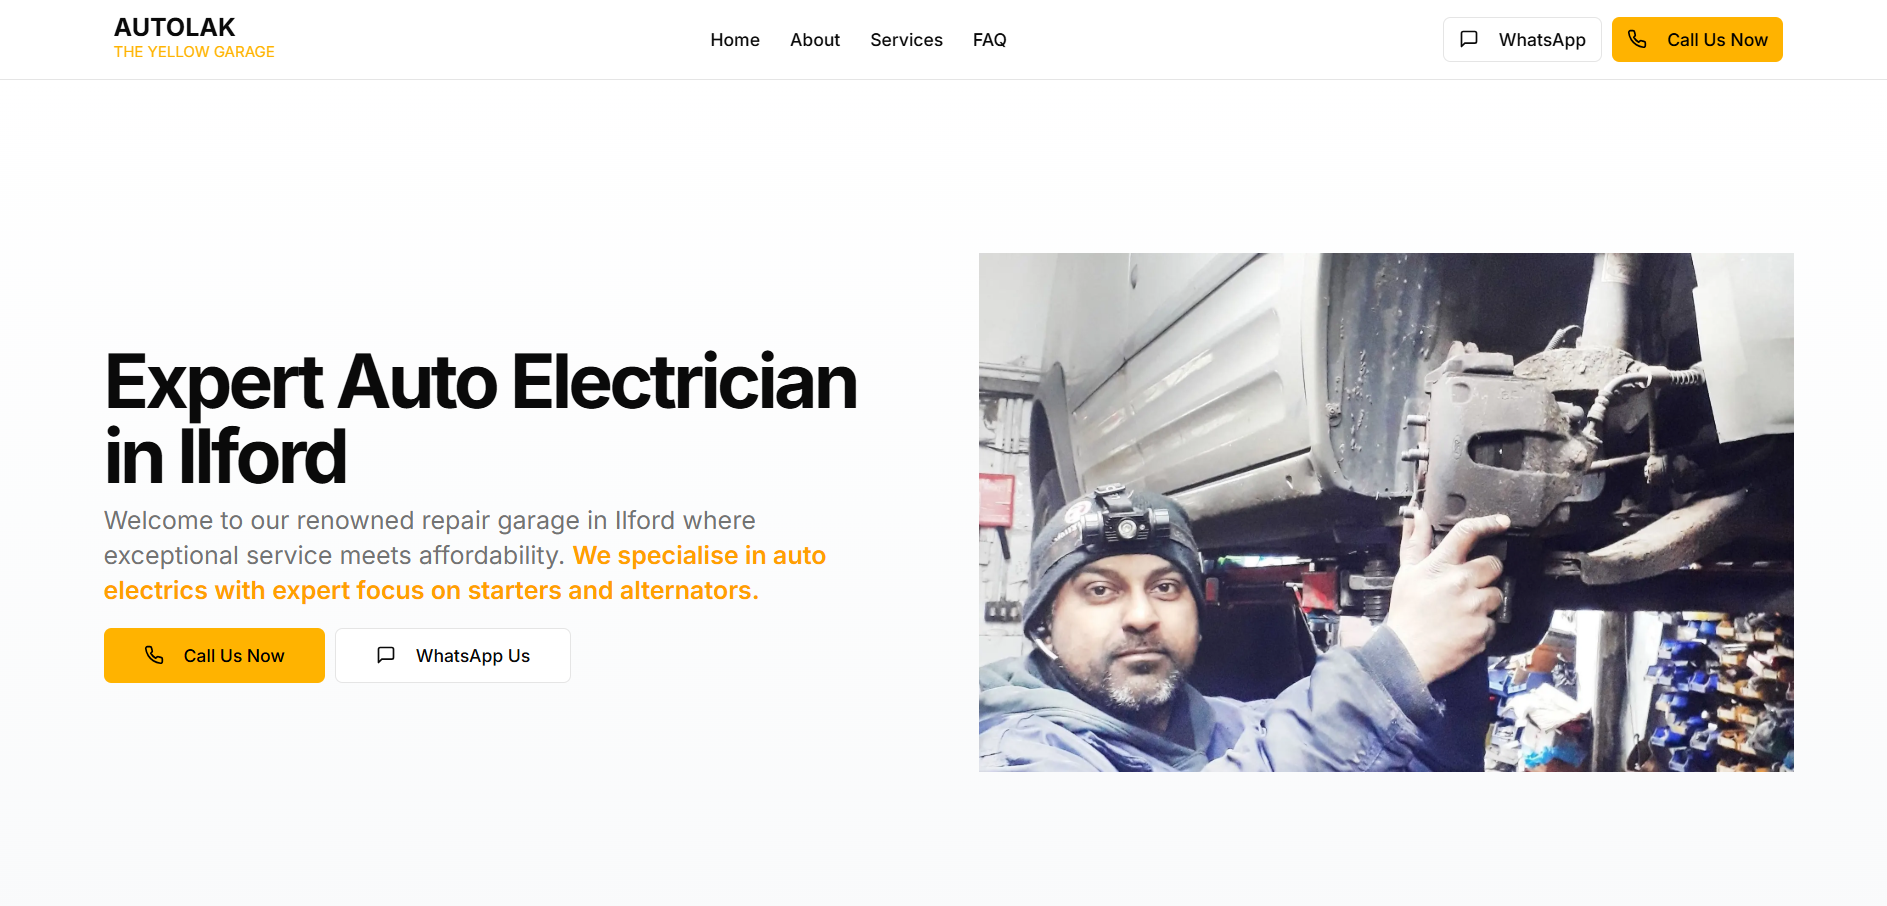 AUTOLAK
THE YELLOW GARAGE
Home
About
Services
FAQ
WhatsApp
Call Us Now
Expert Auto Electrician
in Ilford
Welcome to our renowned repair garage in Ilford where
exceptional service meets affordability. We specialise in auto
electrics with expert focus on starters and alternators.
Call Us Now
WhatsApp Us